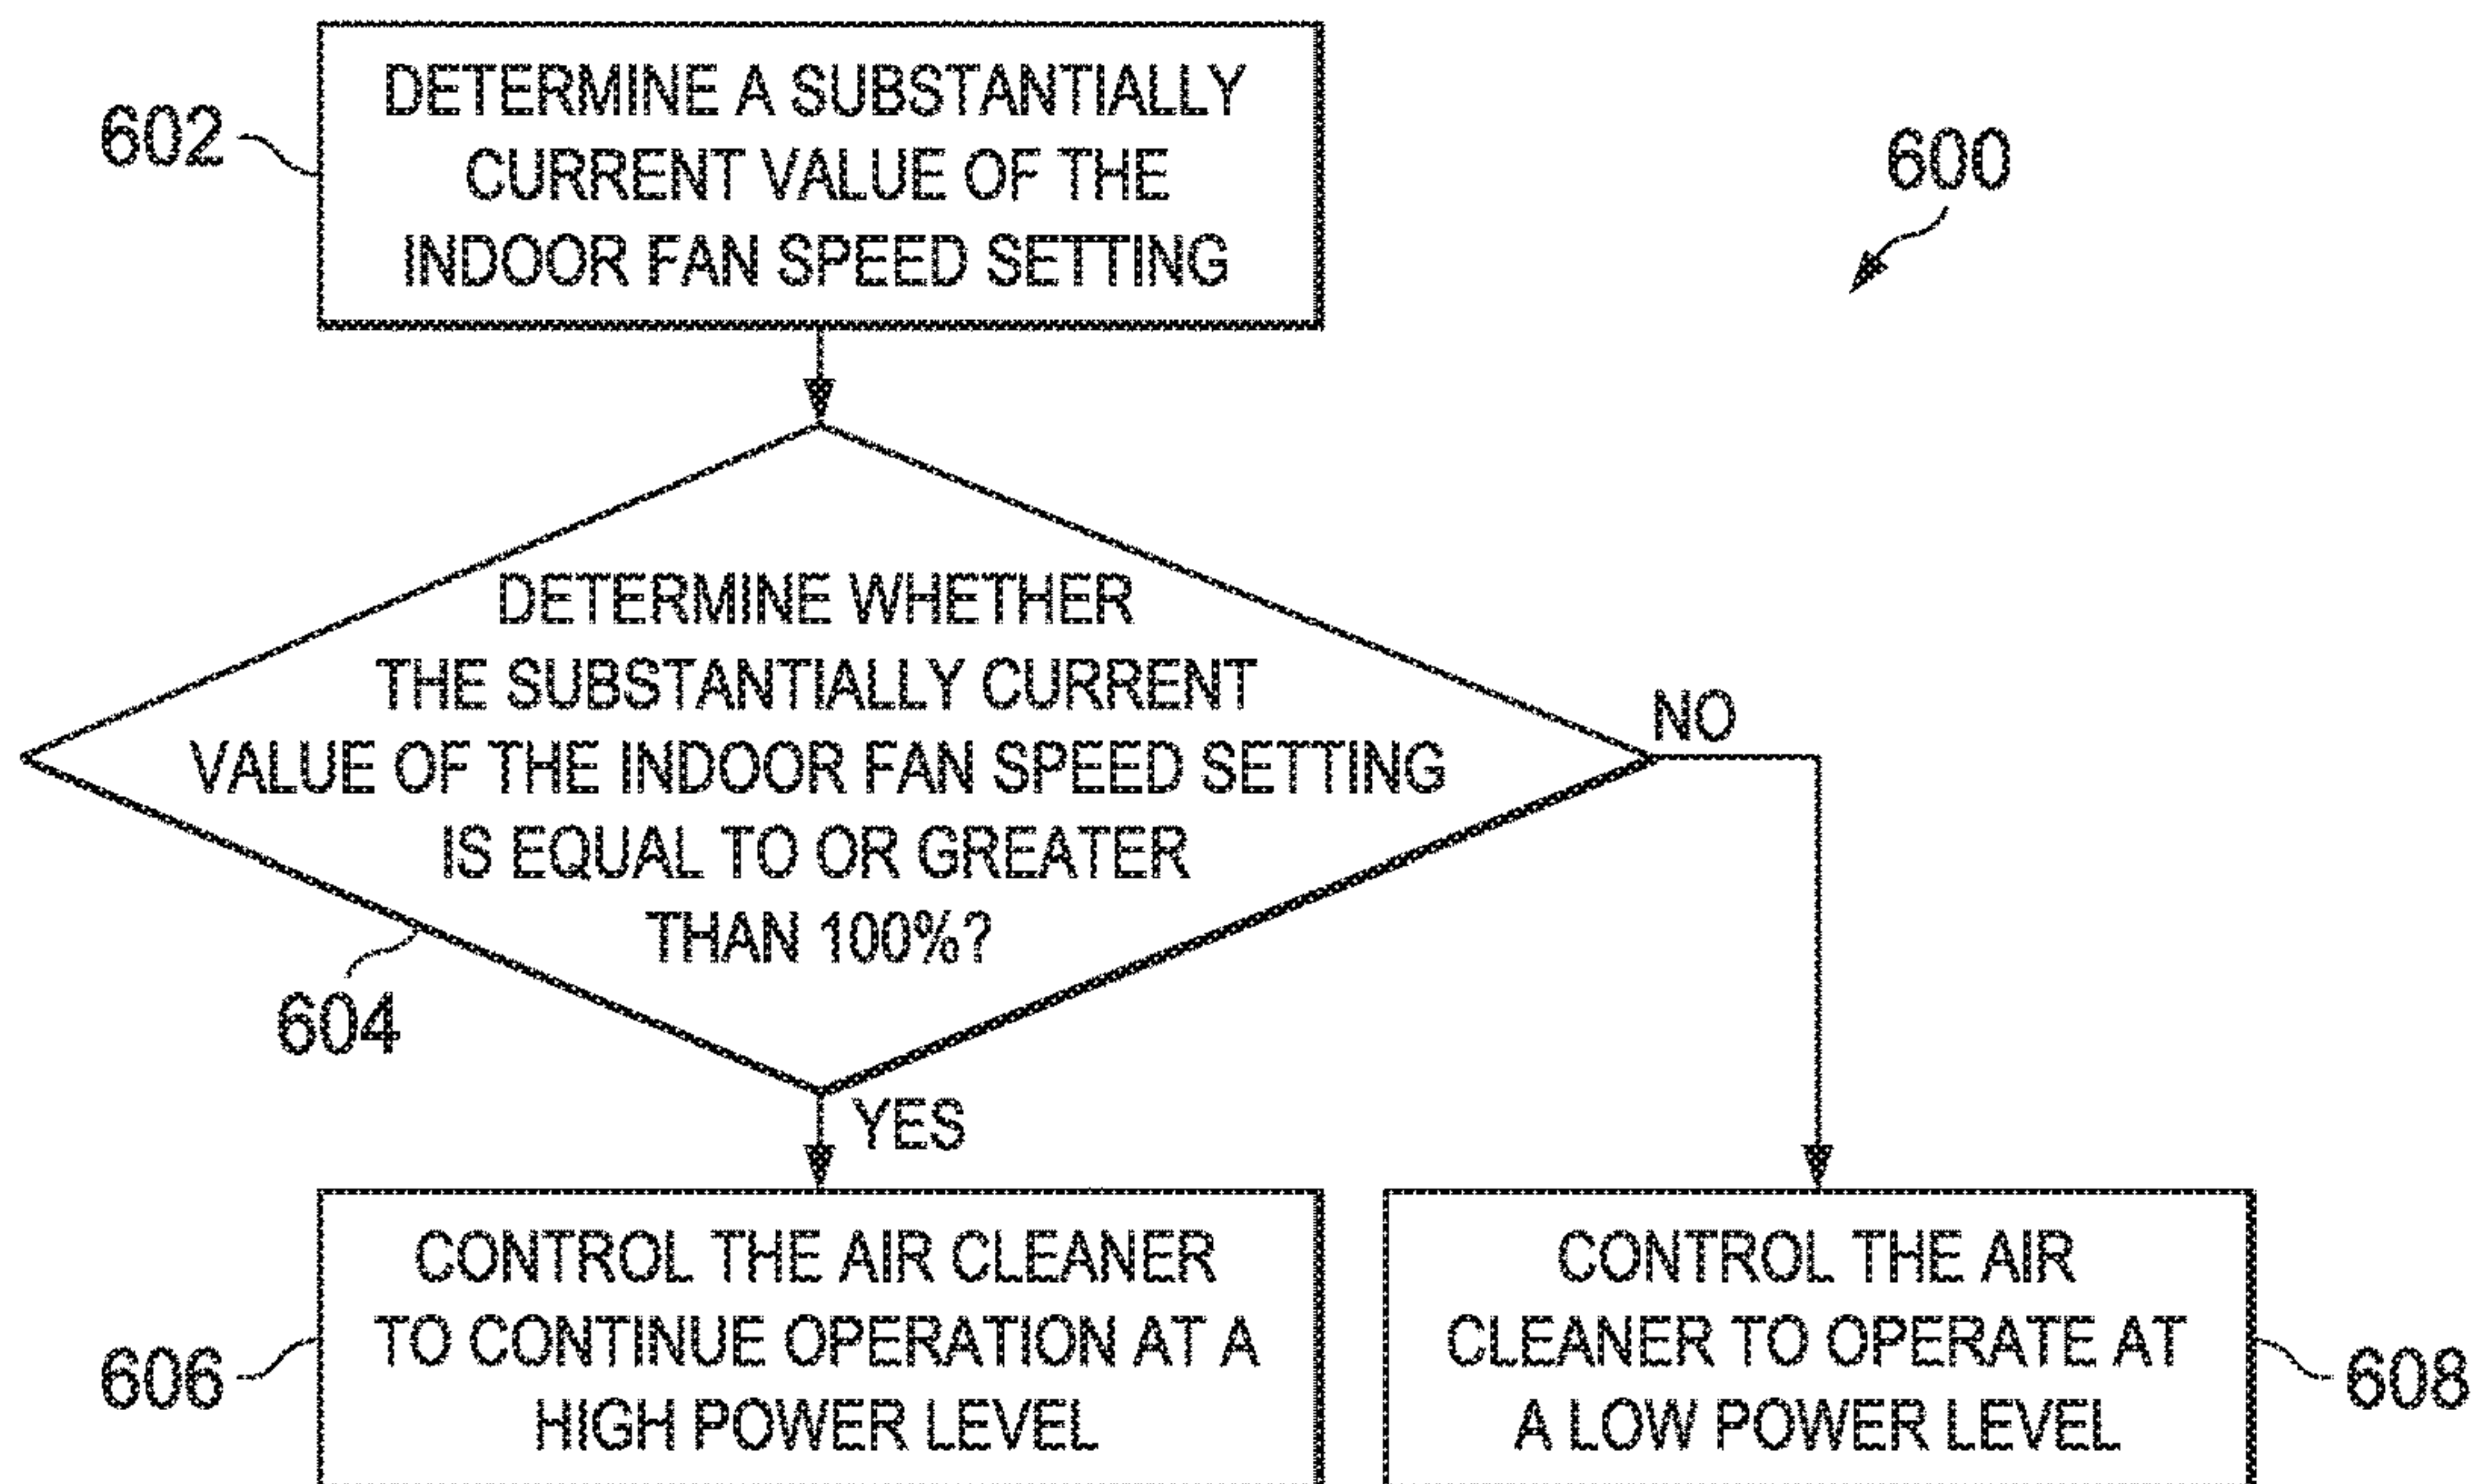 DETERMINE A SUBSTANTIALLY
CURRENT VALUE OF THE
INDOOR FAN SPEED SETTING
602
600
DETERMINE WHETHER
THE SUBSTANTIALLY CURRENT
VALUE OF THE INDOOR FAN SPEED SETTING
IS EQUAL TO OR GREATER
THAN 100%?
604
NO
YES
CONTROL THE AIR CLEANER
TO CONTINUE OPERATION AT A
HIGH POWER LEVEL
606
CONTROL THE AIR
CLEANER TO OPERATE AT
A LOW POWER LEVEL
608